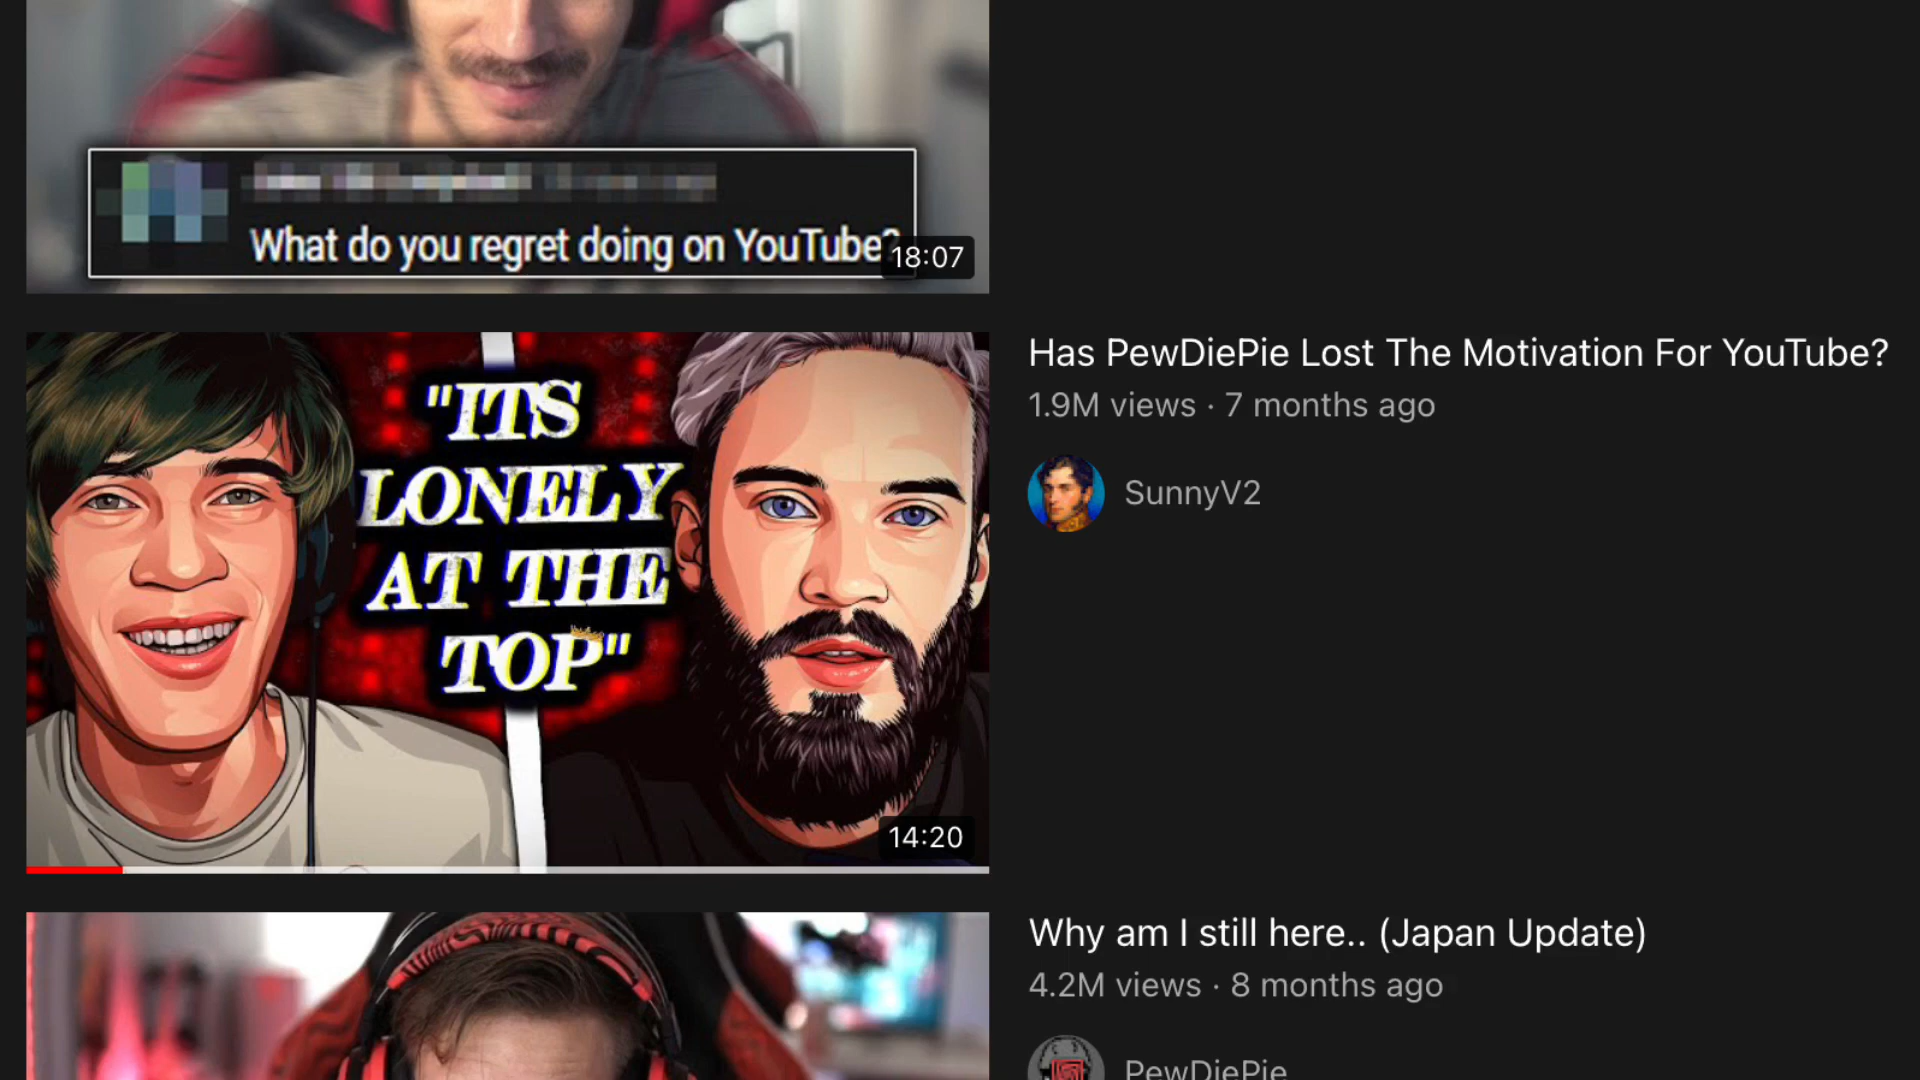 What do you regret doing on YouTube?
18:07
"ITS
LONELY
AT THE
TOP"
14:20
Has PewDiePie Lost The Motivation For YouTube?
1.9M views · 7 months ago
SunnyV2
Why am I still here.. (Japan Update)
4.2M views · 8 months ago
PewDiePie